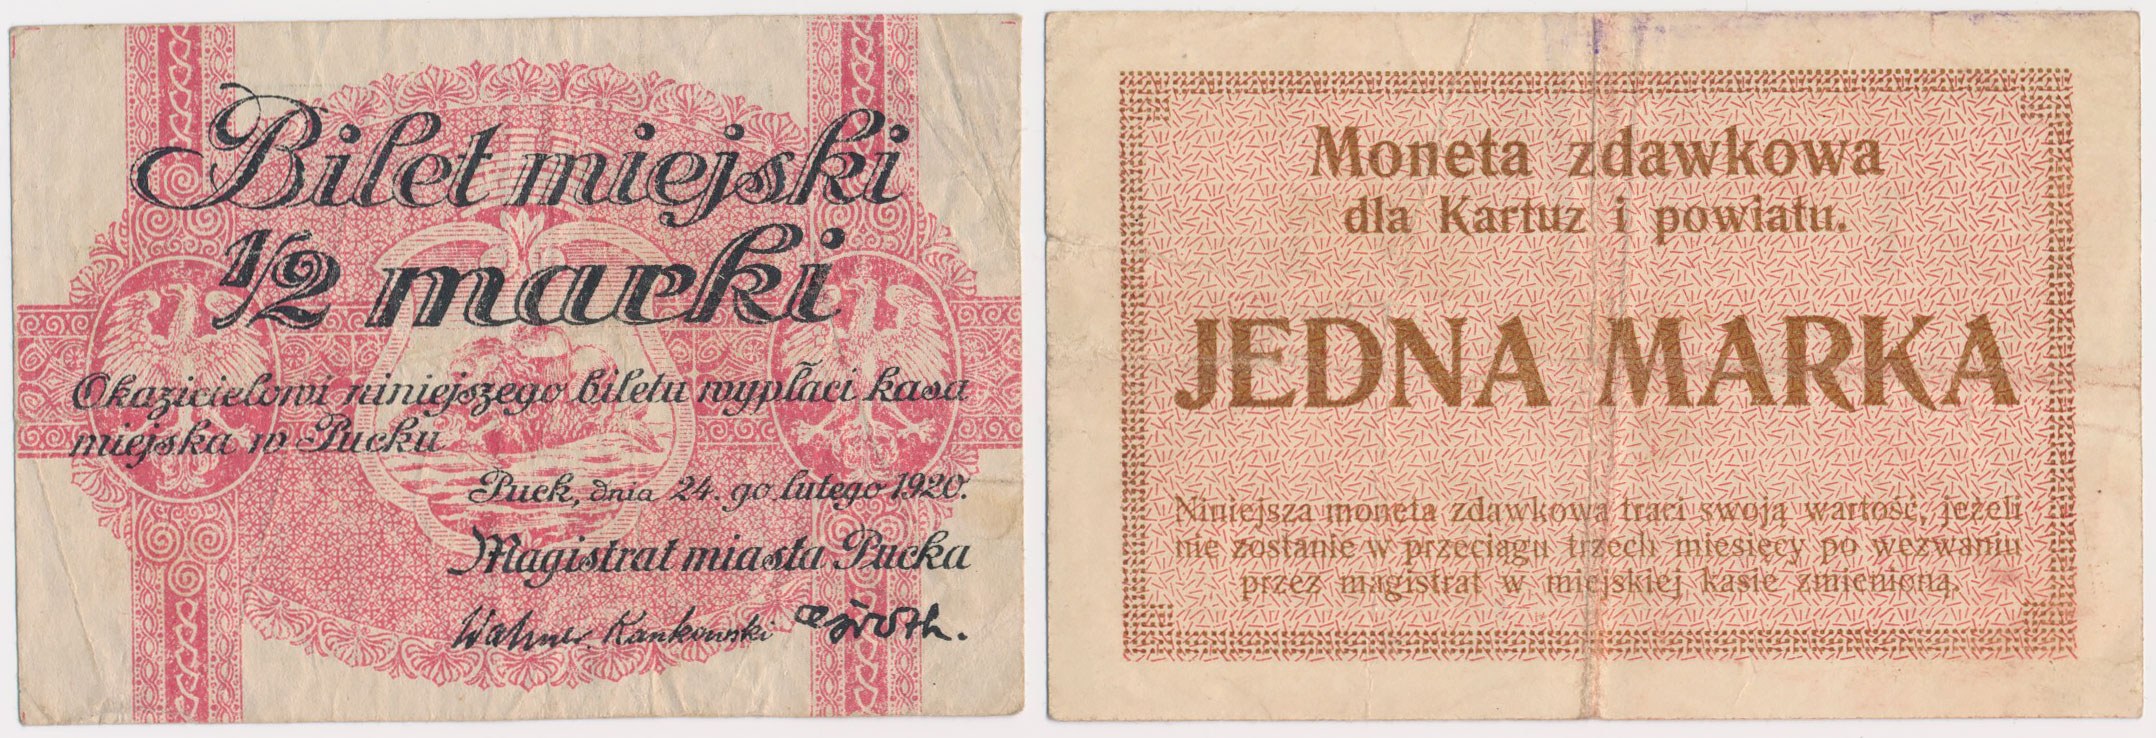 Bilet miejski
1/2 marki
Okazicielowi niniejszego biletu wypłaci kasa
miejska w Pucku
Puck, dnia 24. go lutego 1920.
Magistrat miasta Pucka
Kankowski
Moneta zdawkowa
dla Kartuz i powiatu.
JEDNA MARKA
Niniejsza moneta zdawkowa traci swoją wartość, jeżeli
nie zostanie w przeciągu trzech miesięcy po wezwaniu
przez magistrat w miejskiej kasie zmienioną.